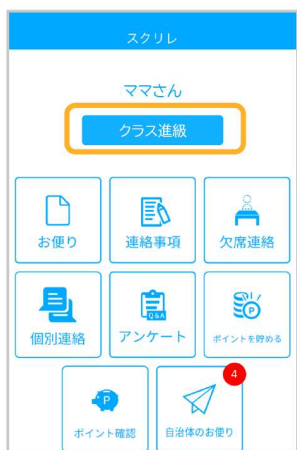 スクリレ
ママさん
クラス進級
お便り
連絡事項
欠席連絡
Q&A
P
個別連絡
アンケート
ポイントを貯める
4
P
ポイント確認
自治体のお便り